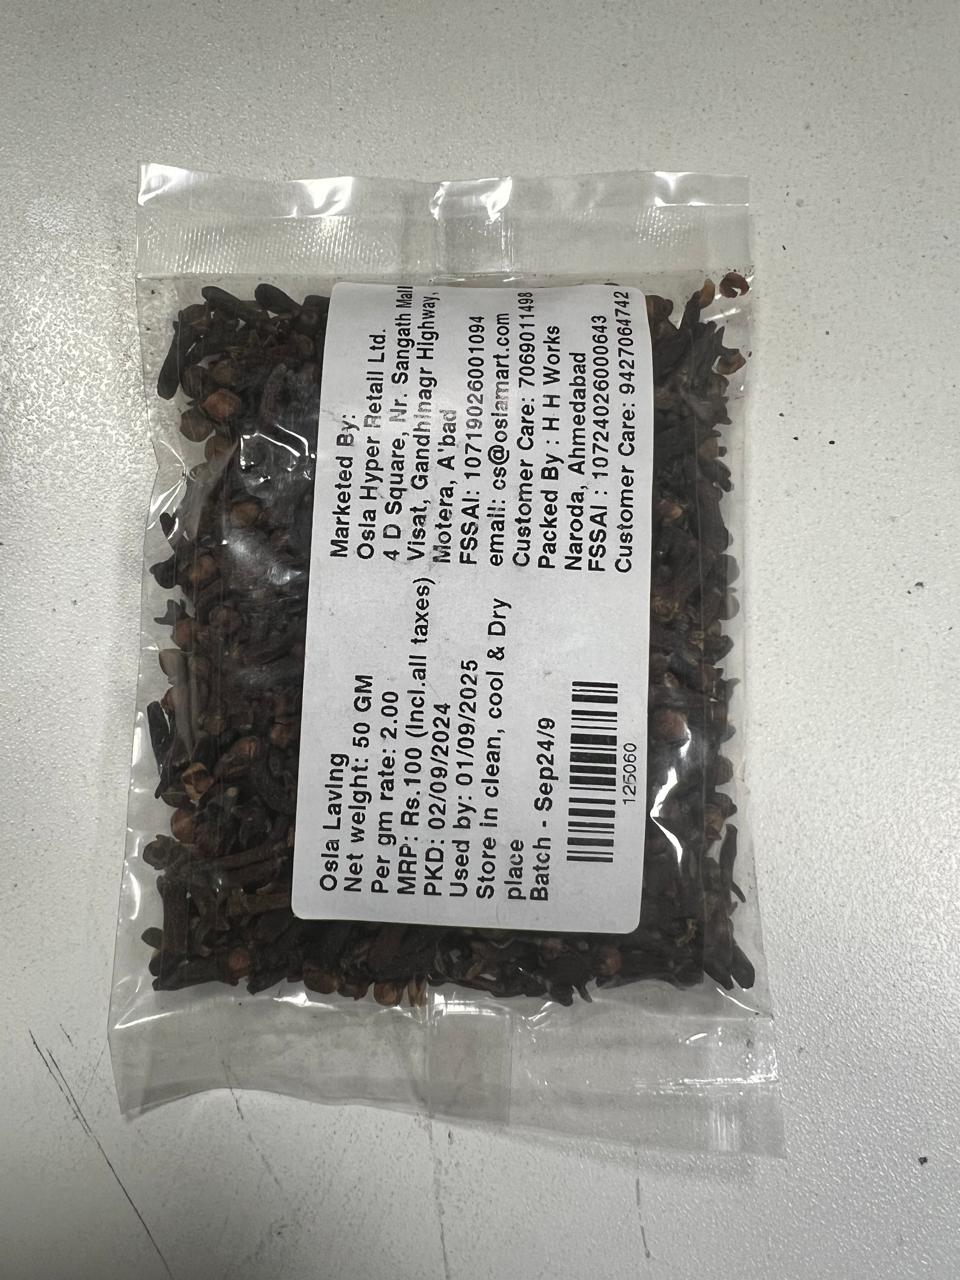 Osia Laving
Net weight: 50 GM
Per gm rate: 2.00
MRP: Rs.100 (Incl.all taxes)
PKD: 02/09/2024
Used by: 01/09/2025
Store in clean, cool & Dry
place
Batch - Sep24/9
125060
Marketed By:
Osia Hyper Retail Ltd.
4 D Square, Nr. Sangath Mall
Visat, Gandhinagr Highway,
Motera, A'bad
FSSAI: 10719026001094
email: cs@osiamart.com
Customer Care: 7069011498
Packed By : H H Works
Naroda, Ahmedabad
FSSAI : 10724026000643
Customer Care: 9427064742